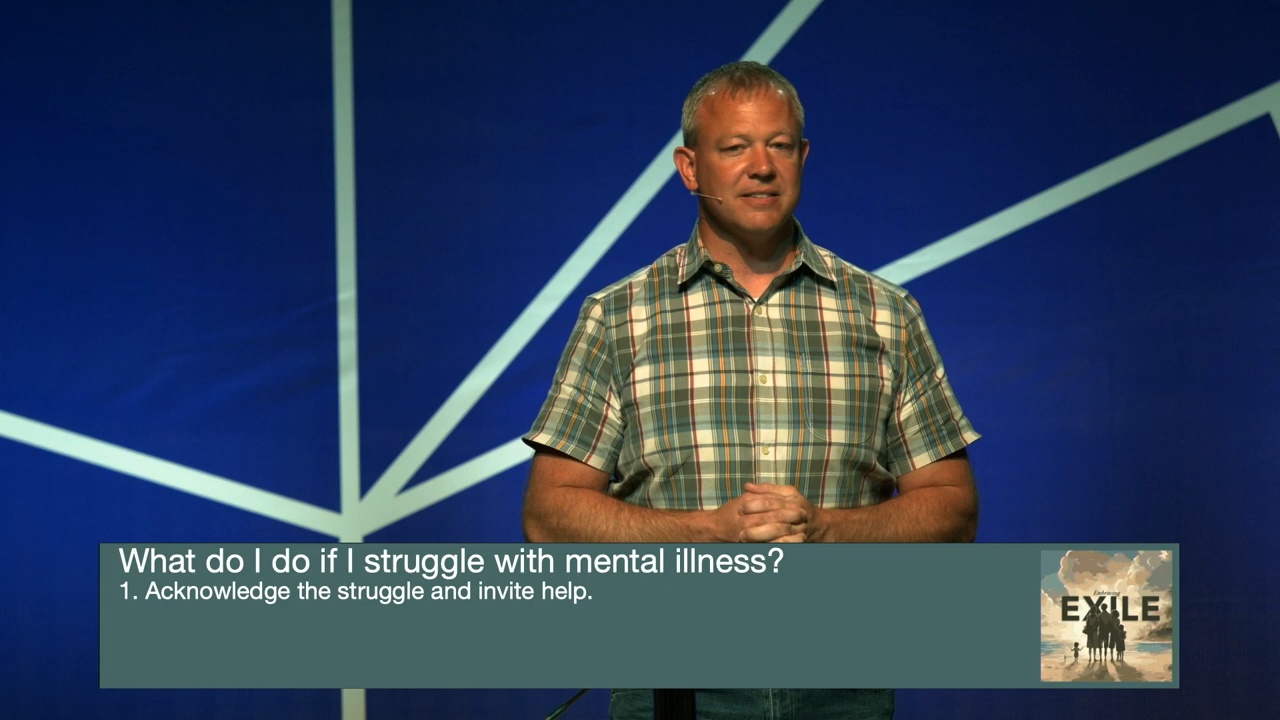 What do I do if I struggle with mental illness?
1. Acknowledge the struggle and invite help.
Embracing
EXILE